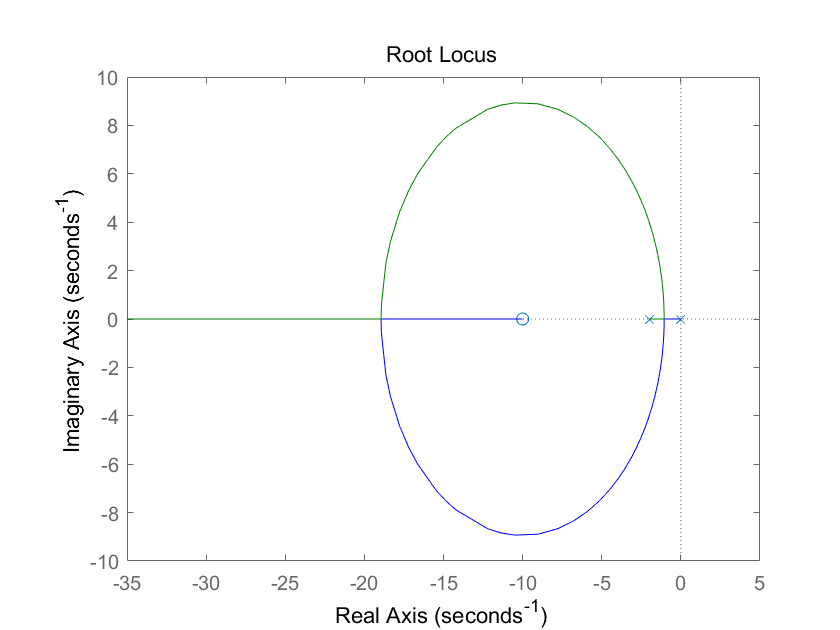 Root Locus
10
8
6
4
2
0
-2
-4
-6
-8
-10
Imaginary Axis (seconds⁻¹)
-35 -30 -25 -20 -15 -10 -5 0 5
Real Axis (seconds⁻¹)